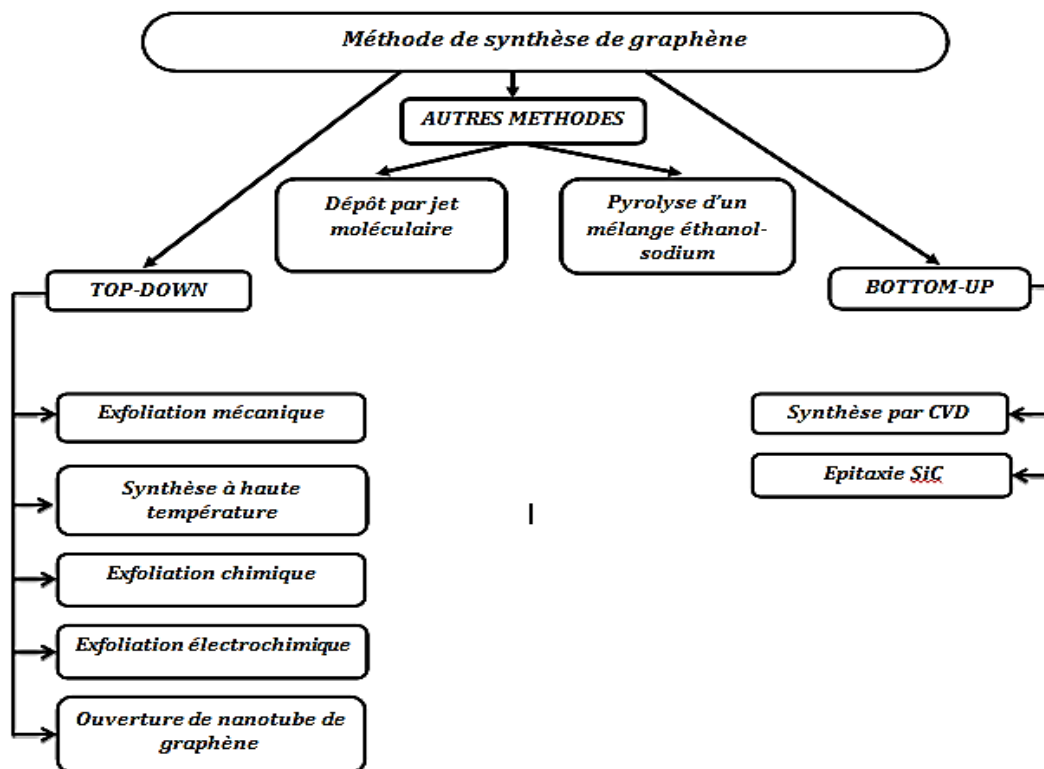 Méthode de synthèse de graphène
AUTRES METHODES
Dépôt par jet
moléculaire
Pyrolyse d'un
mélange éthanol-
sodium
TOP-DOWN
BOTTOM-UP
Exfoliation mécanique
Synthèse à haute
température
Exfoliation chimique
Exfoliation électrochimique
Ouverture de nanotube de
graphène
Synthèse par CVD
Epitaxie SiC